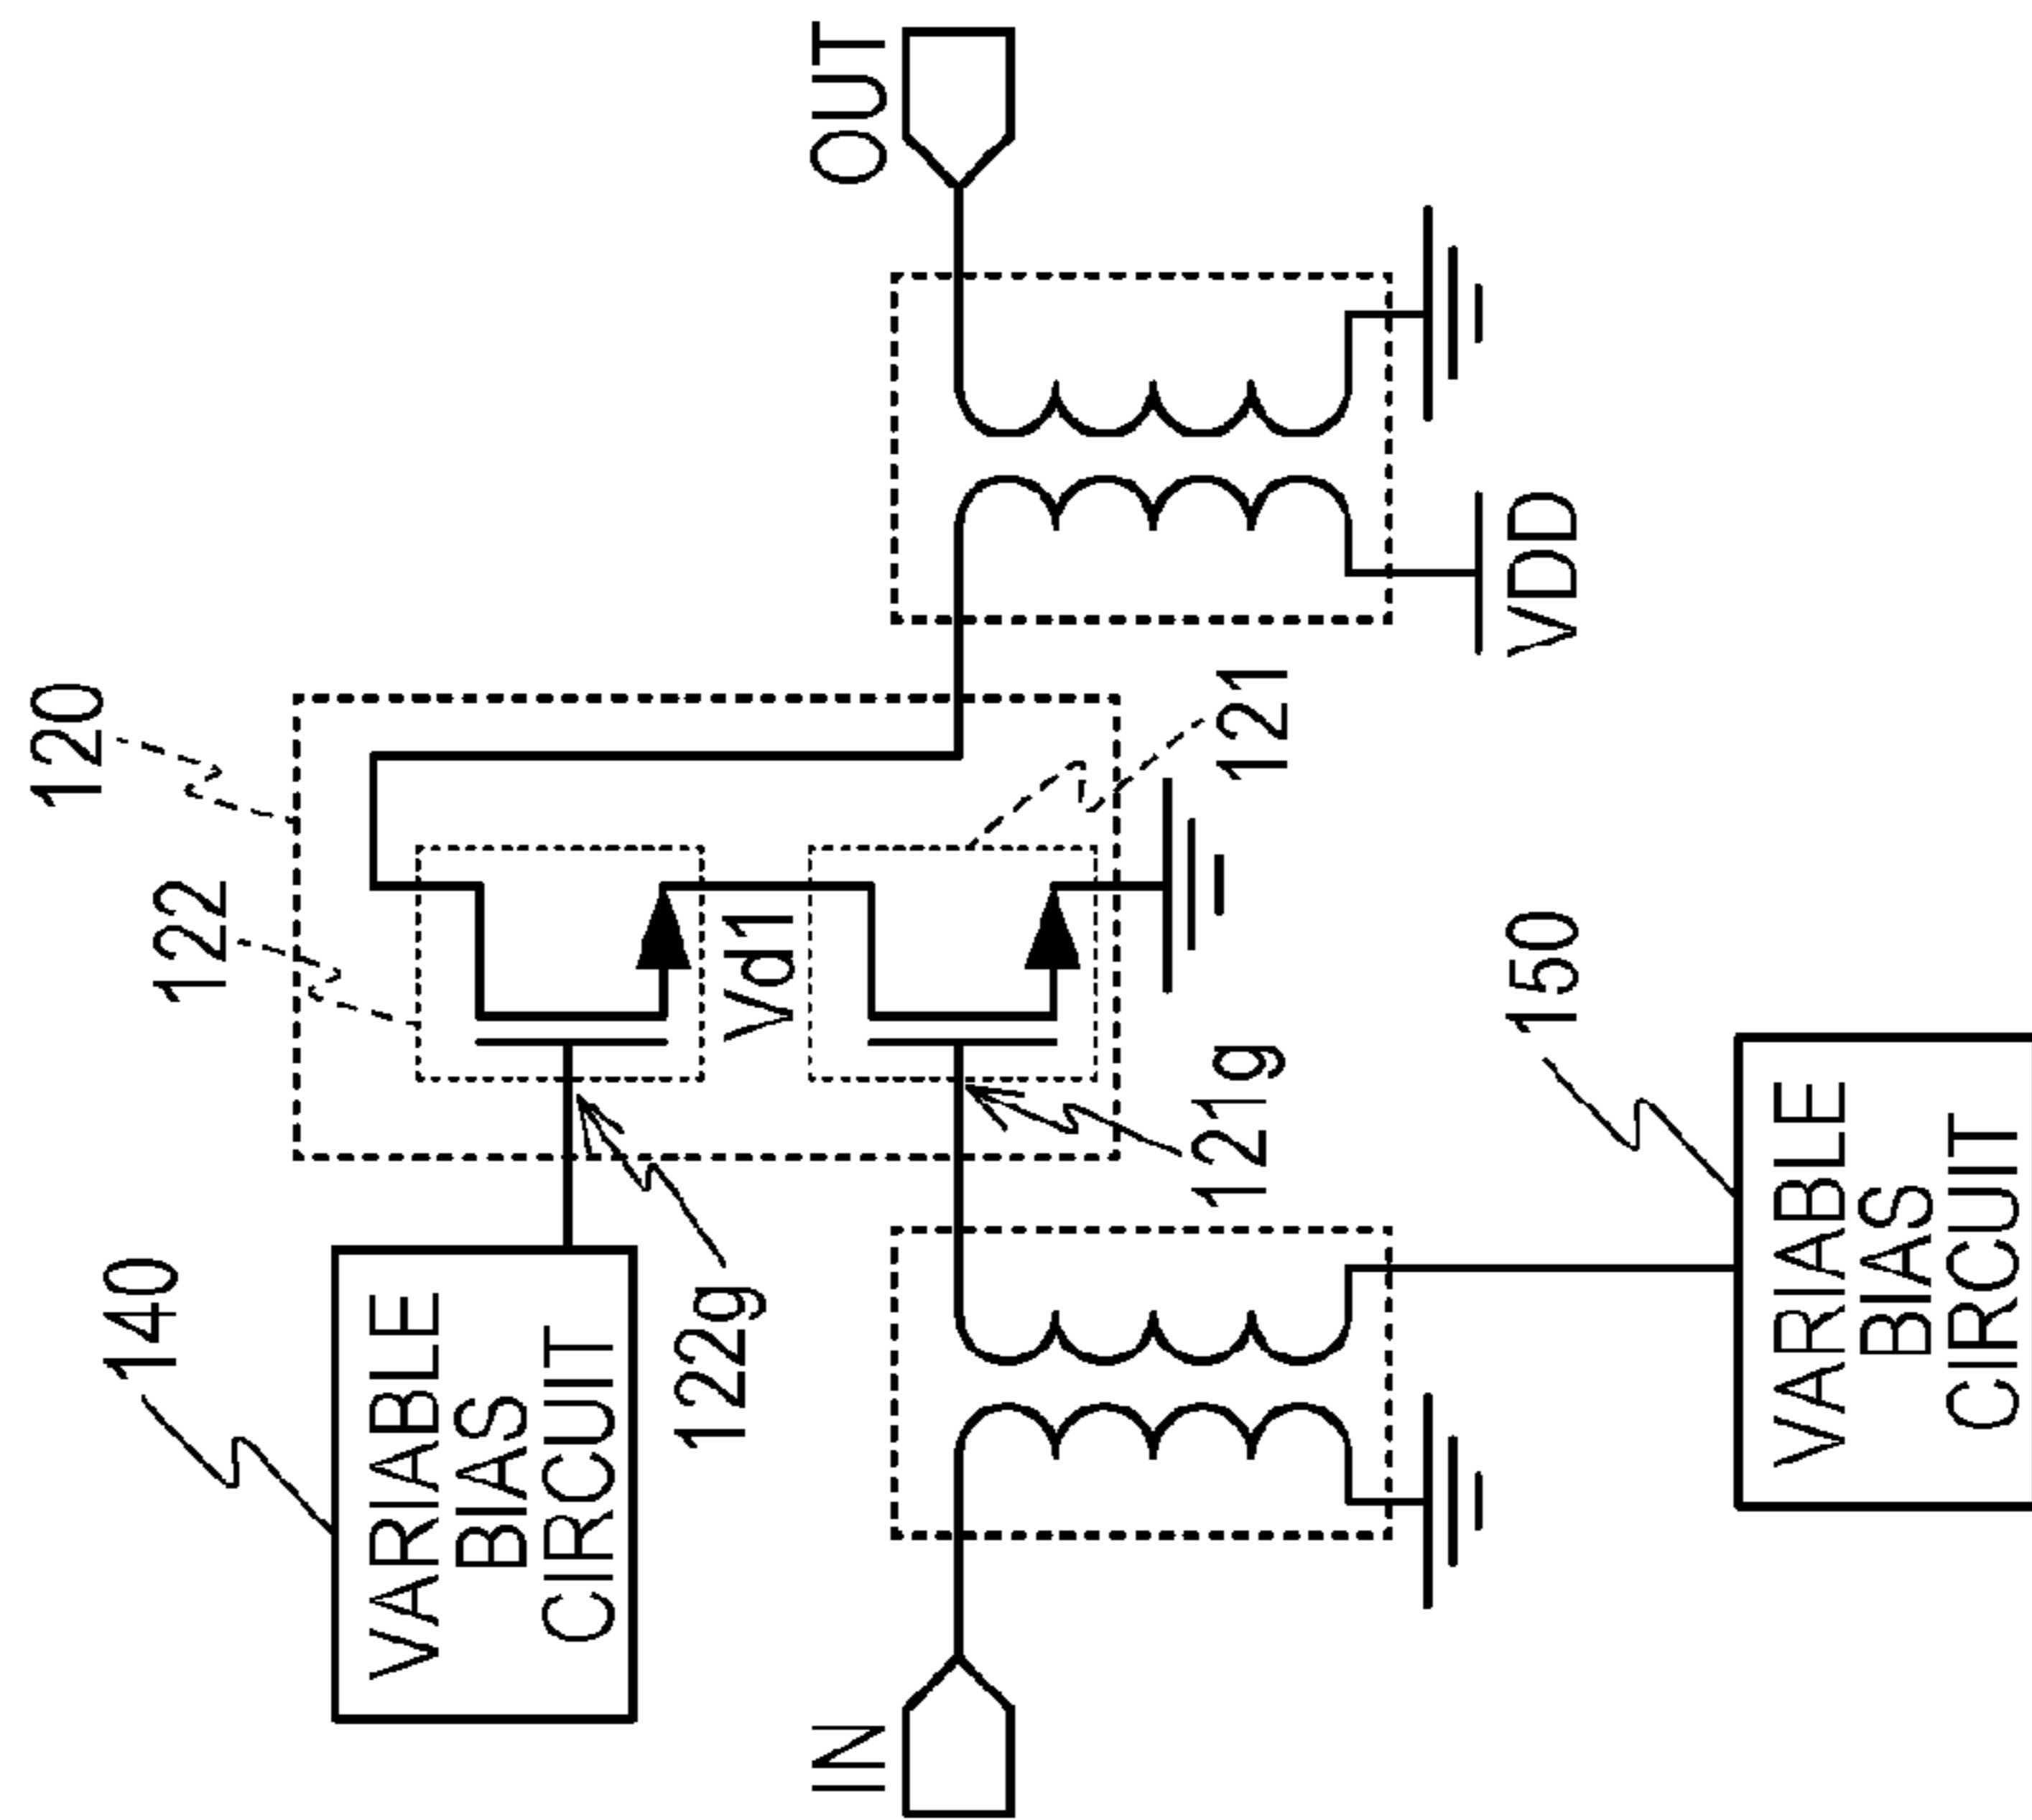 120
122
140
VARIABLE
BIAS
CIRCUIT
122g
Vd1
121
121g
IN
OUT
VDD
150
VARIABLE
BIAS
CIRCUIT